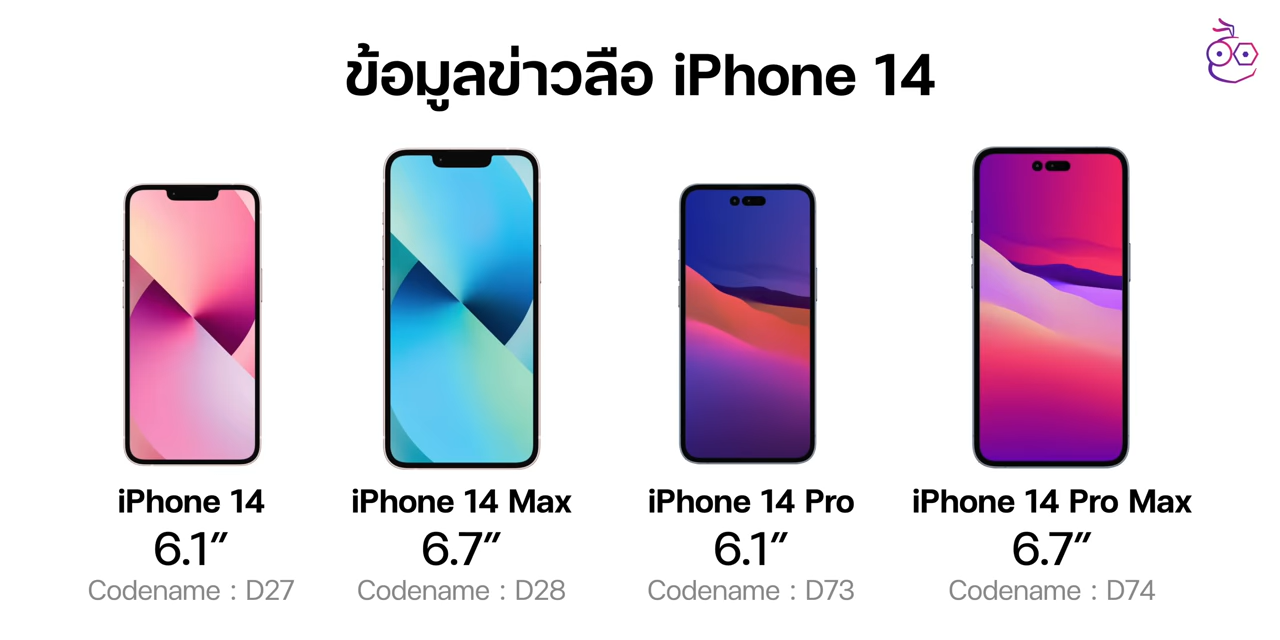 ข้อมูลข่าวลือ iPhone 14
iPhone 14
6.1″
Codename : D27
iPhone 14 Max
6.7″
Codename : D28
iPhone 14 Pro
6.1″
Codename : D73
iPhone 14 Pro Max
6.7″
Codename : D74